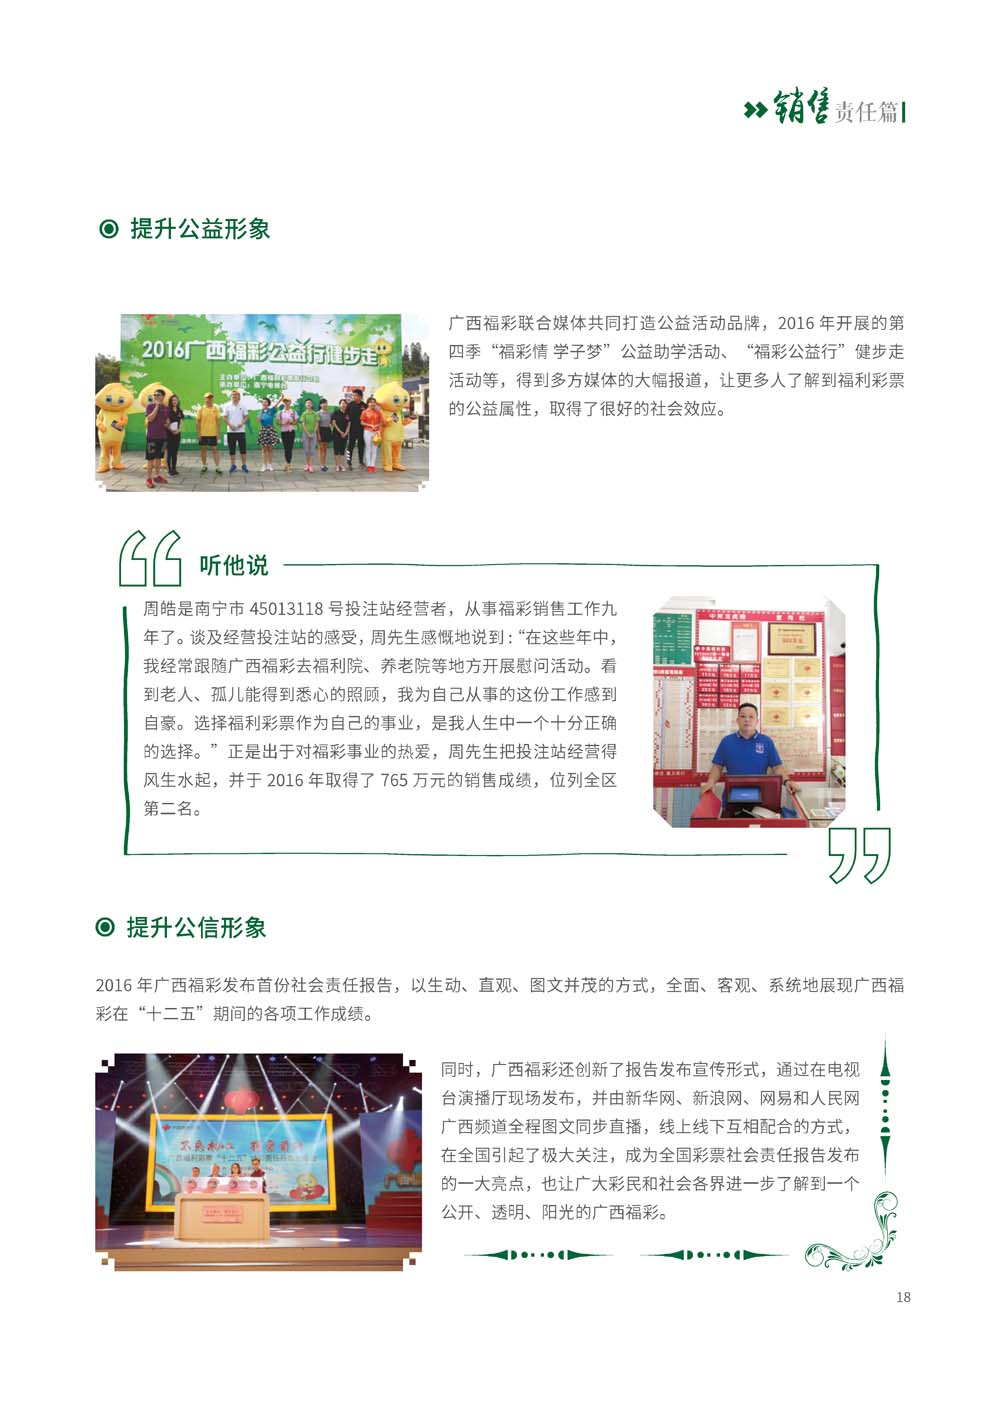 销售责任篇
提升公益形象
2016广西福彩公益行健步走
广西福彩联合媒体共同打造公益活动品牌，2016 年开展的第
四季“福彩情 学子梦”公益助学活动、“福彩公益行”健步走
活动等，得到多方媒体的大幅报道，让更多人了解到福利彩票
的公益属性，取得了很好的社会效应。
听他说
周皓是南宁市 45013118 号投注站经营者，从事福彩销售工作九
年了。谈及经营投注站的感受，周先生感慨地说到：“在这些年中，
我经常跟随广西福彩去福利院、养老院等地方开展慰问活动。看
到老人、孤儿能得到悉心的照顾，我为自己从事的这份工作感到
自豪。选择福利彩票作为自己的事业，是我人生中一个十分正确
的选择。”正是出于对福彩事业的热爱，周先生把投注站经营得
风生水起，并于 2016 年取得了 765 万元的销售成绩，位列全区
第二名。
提升公信形象
2016 年广西福彩发布首份社会责任报告，以生动、直观、图文并茂的方式，全面、客观、系统地展现广西福
彩在“十二五”期间的各项工作成绩。
同时，广西福彩还创新了报告发布宣传形式，通过在电视
台演播厅现场发布，并由新华网、新浪网、网易和人民网
广西频道全程图文同步直播，线上线下互相配合的方式，
在全国引起了极大关注，成为全国彩票社会责任报告发布
的一大亮点，也让广大彩民和社会各界进一步了解到一个
公开、透明、阳光的广西福彩。
18